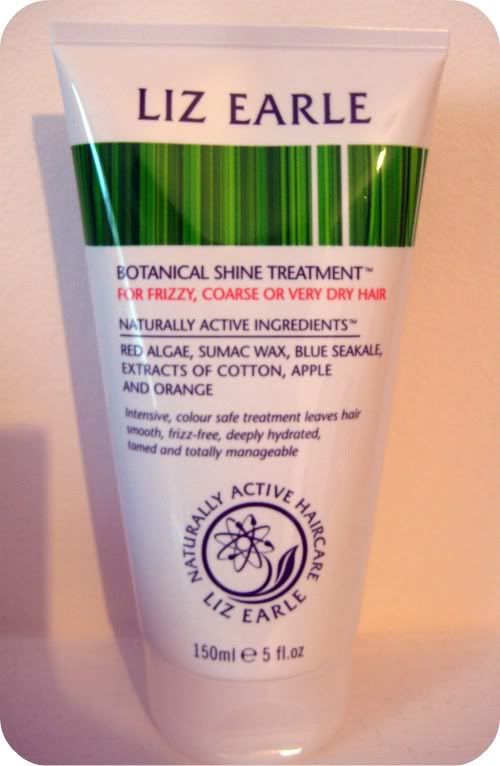 LIZ EARLE
BOTANICAL SHINE TREATMENT™
FOR FRIZZY, COARSE OR VERY DRY HAIR
NATURALLY ACTIVE INGREDIENTS™
RED ALGAE, SUMAC WAX, BLUE SEAKALE,
EXTRACTS OF COTTON, APPLE
AND ORANGE
Intensive, colour safe treatment leaves hair
smooth, frizz-free, deeply hydrated,
tamed and totally manageable
NATURALLY ACTIVE HAIRCARE
LIZ EARLE
150ml ℮ 5 fl.oz